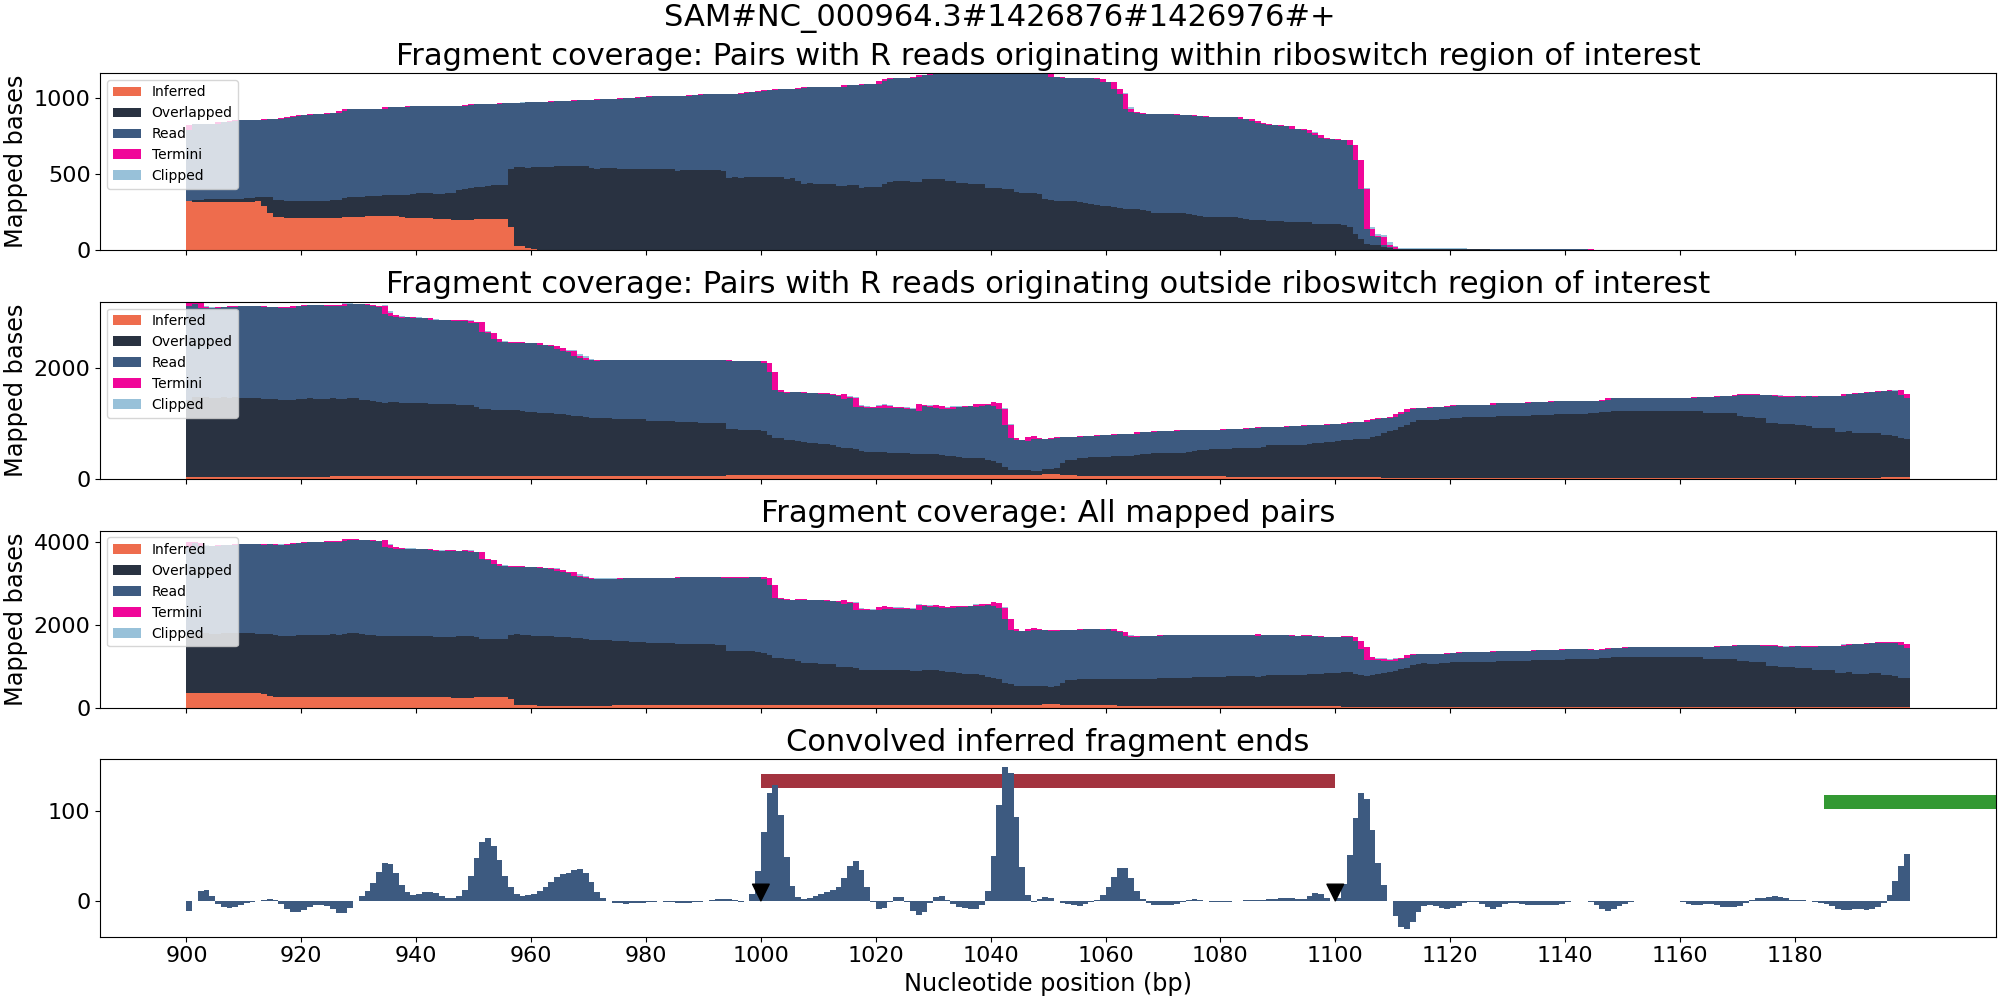 SAM#NC_000964.3#1426876#1426976#+
Fragment coverage: Pairs with R reads originating within riboswitch region of interest
Mapped bases
1000
500
0
Inferred
Overlapped
Read
Termini
Clipped
Fragment coverage: Pairs with R reads originating outside riboswitch region of interest
Mapped bases
2000
0
Inferred
Overlapped
Read
Termini
Clipped
Fragment coverage: All mapped pairs
Mapped bases
4000
2000
0
Inferred
Overlapped
Read
Termini
Clipped
Convolved inferred fragment ends
100
0
900 920 940 960 980 1000 1020 1040 1060 1080 1100 1120 1140 1160 1180
Nucleotide position (bp)